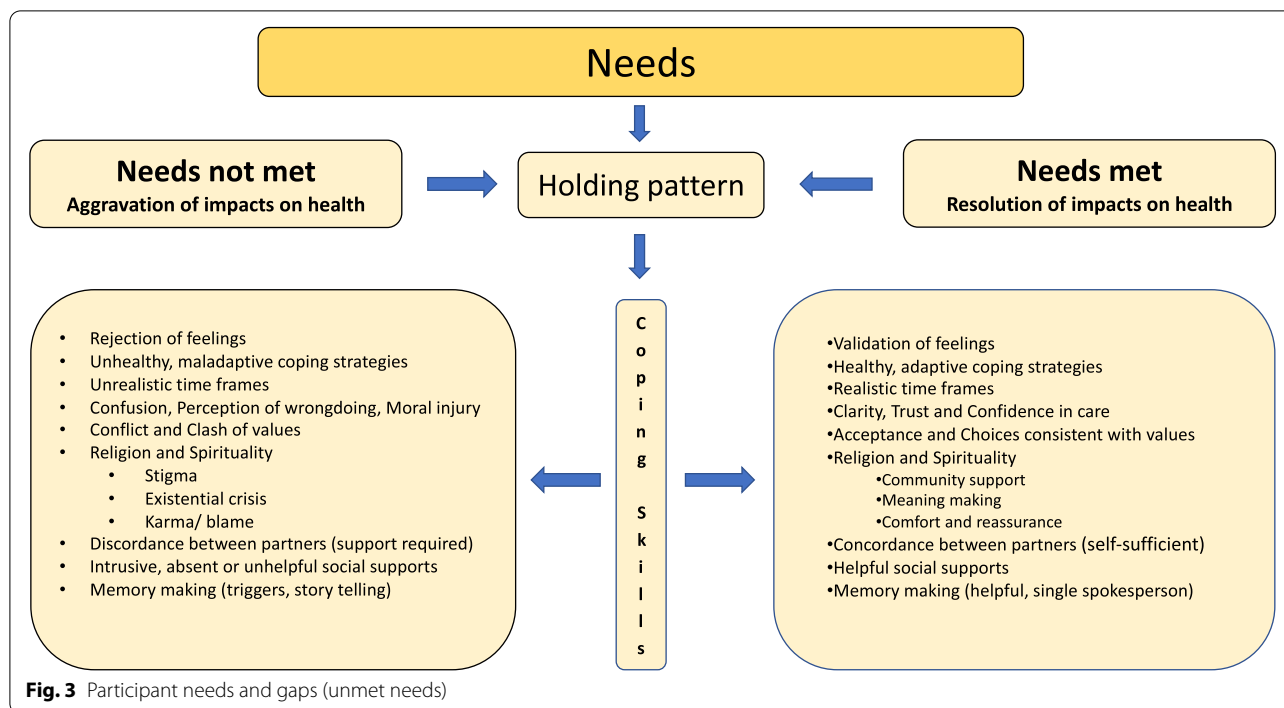 Needs
Needs not met
Aggravation of impacts on health
Holding pattern
Needs met
Resolution of impacts on health
• Rejection of feelings
• Unhealthy, maladaptive coping strategies
• Unrealistic time frames
• Confusion, Perception of wrongdoing, Moral injury
• Conflict and Clash of values
• Religion and Spirituality
• Stigma
• Existential crisis
• Karma/ blame
• Discordance between partners (support required)
• Intrusive, absent or unhelpful social supports
• Memory making (triggers, story telling)
C
o
p
i
n
g
S
k
i
l
l
s
•Validation of feelings
•Healthy, adaptive coping strategies
•Realistic time frames
•Clarity, Trust and Confidence in care
•Acceptance and Choices consistent with values
•Religion and Spirituality
•Community support
•Meaning making
•Comfort and reassurance
•Concordance between partners (self-sufficient)
•Helpful social supports
•Memory making (helpful, single spokesperson)
Fig. 3 Participant needs and gaps (unmet needs)